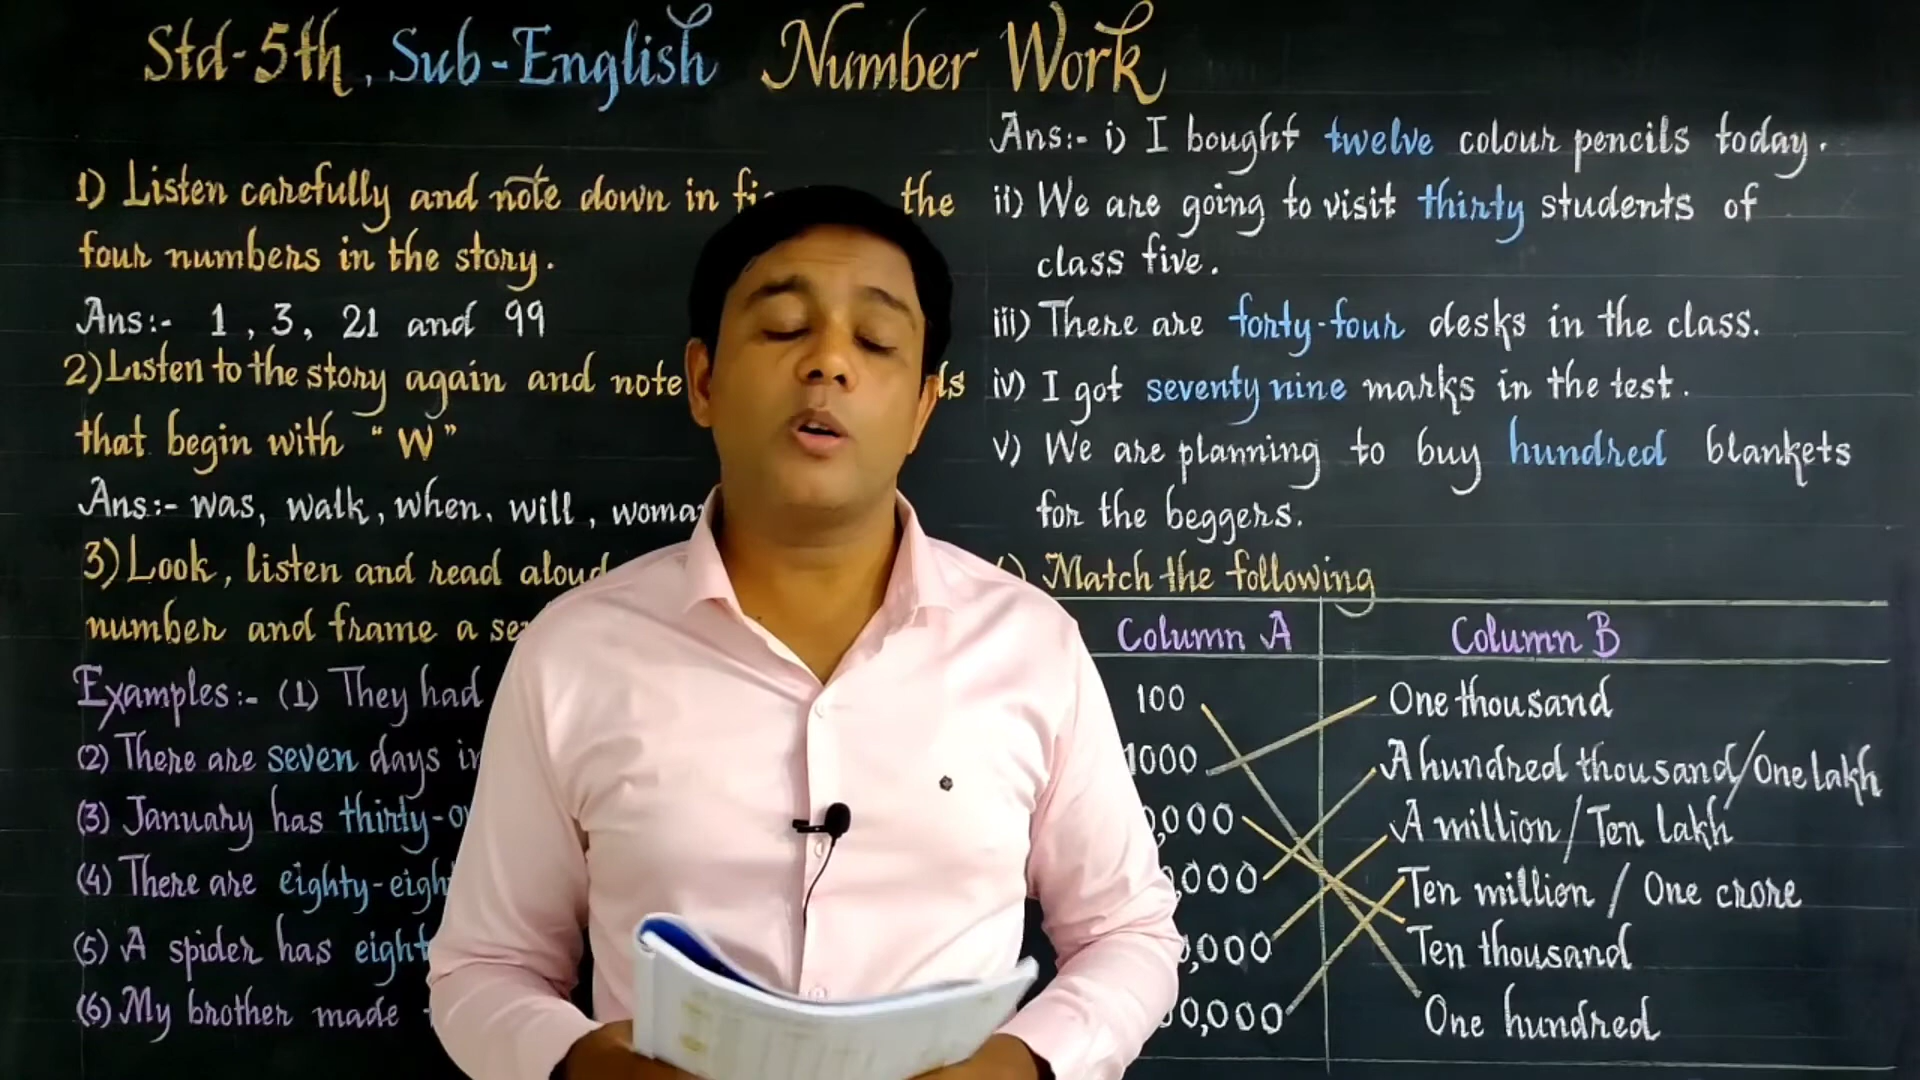 Std-5th, Sub-English Number Work
1) Listen carefully and note down in the
four numbers in the story.
Ans:- 1, 3, 21 and 99
2) Listen to the story again and note
that begin with "W"
Ans:- was, walk, when, will,
3) Look, listen and read aloud
number and frame a
Examples:- (1) They had
(2) There are seven days
(3) January has
(4) There are
(5) A spider has
(6) My brother made
Ans:- i) I bought twelve colour pencils today.
ii) We are going to visit thirty students of
class five.
iii) There are forty-four desks in the class.
iv) I got seventy nine marks in the test.
v) We are planning to buy hundred blankets
for the beggers.
Match the following
Column A Column B
100 One thousand
1000 A hundred thousand/One lakh
,000 A million/Ten lakh
,000 Ten million / One crore
,000 Ten thousand
0,000 One hundred